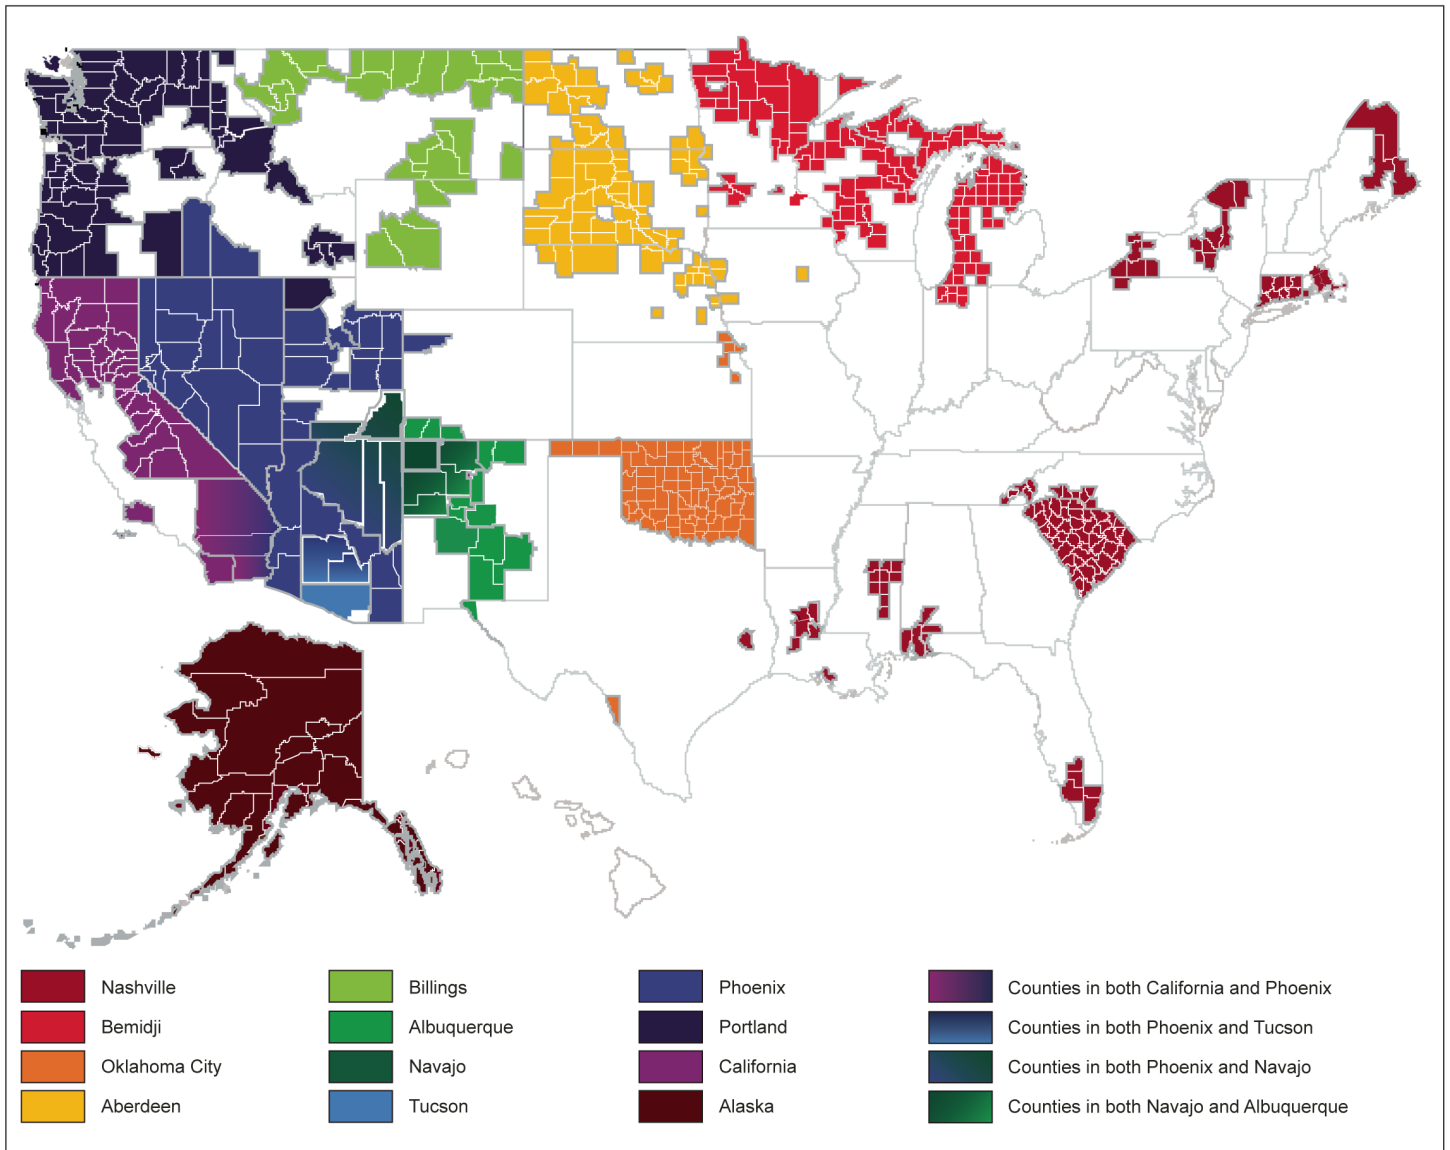 Nashville
Bemidji
Oklahoma City
Aberdeen
Billings
Albuquerque
Navajo
Tucson
Phoenix
Portland
California
Alaska
Counties in both California and Phoenix
Counties in both Phoenix and Tucson
Counties in both Phoenix and Navajo
Counties in both Navajo and Albuquerque